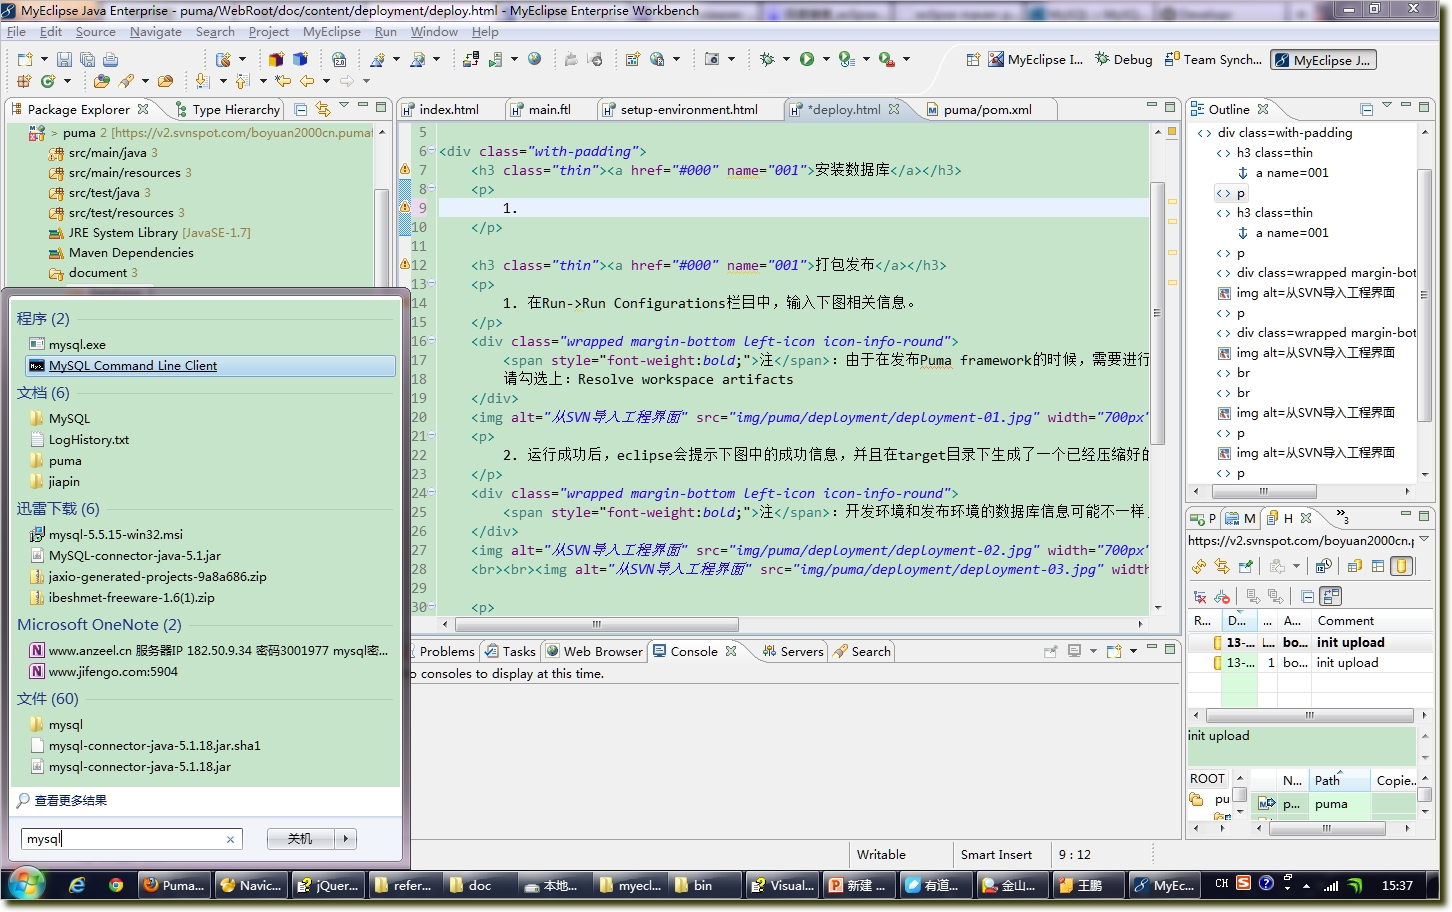 MyEclipse Java Enterprise - puma/WebRoot/doc/content/deployment/deploy.html - MyEclipse Enterprise Workbench
File Edit Source Navigate Search Project MyEclipse Run Window Help
MyEclipse I... Debug Team Synch... MyEclipse J...
Package Explorer Type Hierarchy
> puma 2 [https://v2.svnspot.com/boyuan2000cn.pumaf
src/main/java 3
src/main/resources 3
src/test/java 3
src/test/resources 3
JRE System Library [JavaSE-1.7]
Maven Dependencies
document 3
index.html main.ftl setup-environment.html *deploy.html puma/pom.xml
5
6 <div class="with-padding">
7 <h3 class="thin"><a href="#000" name="001">安装数据库</a></h3>
8 <p>
9 1.
10 </p>
11
12 <h3 class="thin"><a href="#000" name="001">打包发布</a></h3>
13 <p>
14 1. 在Run->Run Configurations栏目中，输入下图相关信息。
15 </p>
16 <div class="wrapped margin-bottom left-icon icon-info-round">
17 <span style="font-weight:bold;">注</span>：由于在发布Puma framework的时候，需要进行
18 请勾选上：Resolve workspace artifacts
19 </div>
20 <img alt="从SVN导入工程界面" src="img/puma/deployment/deployment-01.jpg" width="700px"
21 <p>
22 2. 运行成功后，eclipse会提示下图中的成功信息，并且在target目录下生成了一个已经压缩好的
23 </p>
24 <div class="wrapped margin-bottom left-icon icon-info-round">
25 <span style="font-weight:bold;">注</span>：开发环境和发布环境的数据库信息可能不一样
26 </div>
27 <img alt="从SVN导入工程界面" src="img/puma/deployment/deployment-02.jpg" width="700px"
28 <br><br><img alt="从SVN导入工程界面" src="img/puma/deployment/deployment-03.jpg" width
29
30 <p>
Outline
div class=with-padding
h3 class=thin
a name=001
p
h3 class=thin
a name=001
p
div class=wrapped margin-bot
img alt=从SVN导入工程界面
p
div class=wrapped margin-bot
img alt=从SVN导入工程界面
br
br
img alt=从SVN导入工程界面
p
img alt=从SVN导入工程界面
p
程序 (2)
mysql.exe
MySQL Command Line Client
文档 (6)
MySQL
LogHistory.txt
puma
jiapin
迅雷下载 (6)
mysql-5.5.15-win32.msi
MySQL-connector-java-5.1.jar
jaxio-generated-projects-9a8a686.zip
ibeshmet-freeware-1.6(1).zip
Microsoft OneNote (2)
www.anzeel.cn 服务器IP 182.50.9.34 密码3001977 mysql密...
www.jifengo.com:5904
文件 (60)
mysql
mysql-connector-java-5.1.18.jar.sha1
mysql-connector-java-5.1.18.jar
查看更多结果
mysql
关机
Problems Tasks Web Browser Console Servers Search
o consoles to display at this time.
P M H 3
https://v2.svnspot.com/boyuan2000cn.
R... D... ... A... Comment
13-... L... bo... init upload
13-... 1 bo... init upload
init upload
ROOT N... Path Copie...
pu p... puma
Writable Smart Insert 9 : 12
Puma... Navic... jQuer... refer... doc 本地... myecl... bin Visual... 新建 ... 有道... 金山... 王鹏 MyEc... CH 15:37